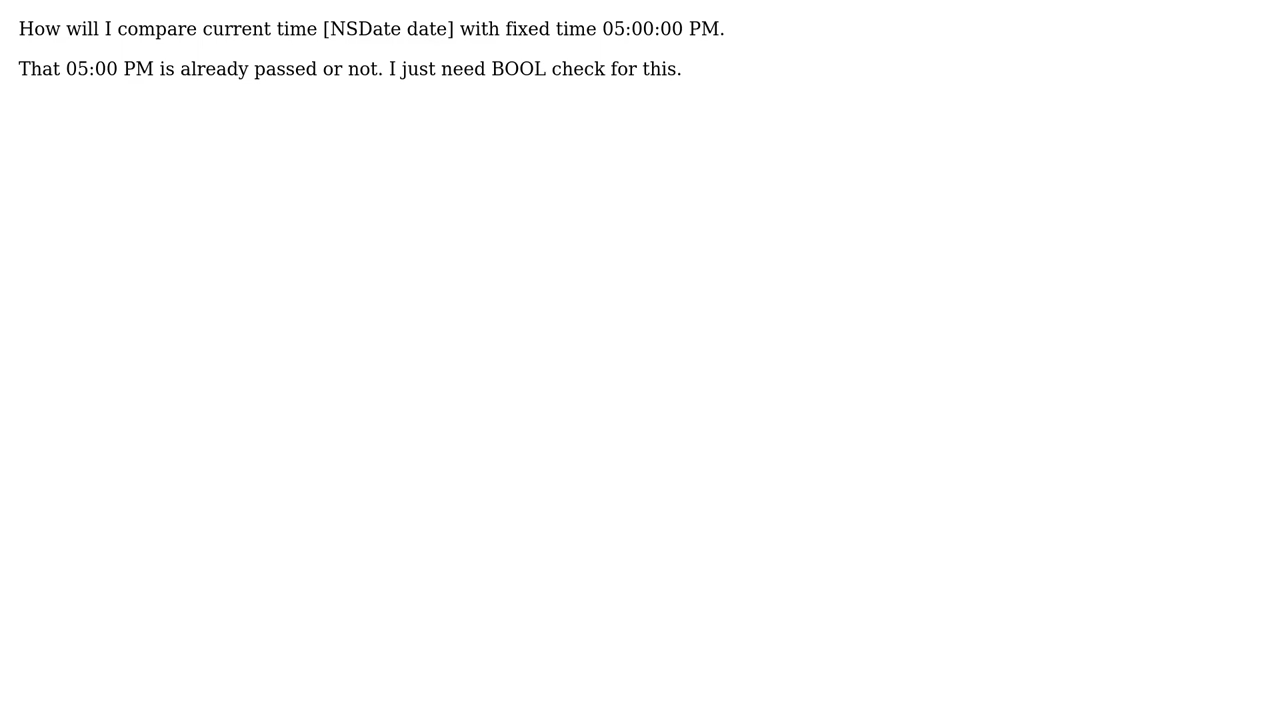 How will I compare current time [NSDate date] with fixed time 05:00:00 PM.
That 05:00 PM is already passed or not. I just need BOOL check for this.